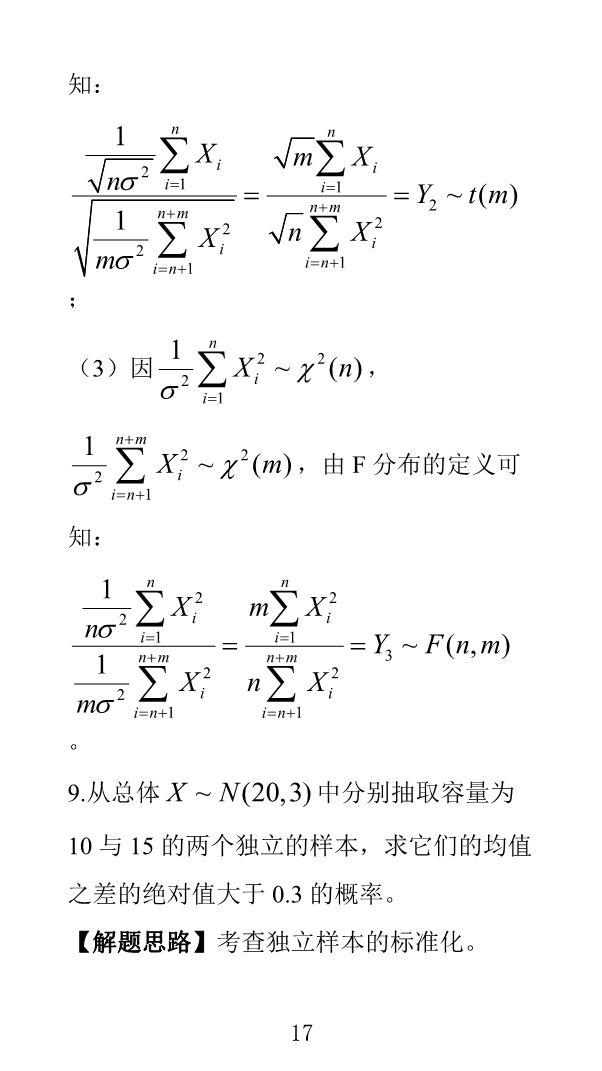 知：
\frac{\frac{1}{\sqrt{n\sigma^2}}\sum_{i=1}^{n}X_i}{\sqrt{\frac{1}{m\sigma^2}\sum_{i=n+1}^{n+m}X_i^2}}=\frac{\sqrt{m}\sum_{i=1}^{n}X_i}{\sqrt{n}\sum_{i=n+1}^{n+m}X_i^2}=Y_2\sim t(m)
；
（3）因\frac{1}{\sigma^2}\sum_{i=1}^{n}X_i^2\sim\chi^2(n)，
\frac{1}{\sigma^2}\sum_{i=n+1}^{n+m}X_i^2\sim\chi^2(m)，由 F 分布的定义可
知：
\frac{\frac{1}{n\sigma^2}\sum_{i=1}^{n}X_i^2}{\frac{1}{m\sigma^2}\sum_{i=n+1}^{n+m}X_i^2}=\frac{m\sum_{i=1}^{n}X_i^2}{n\sum_{i=n+1}^{n+m}X_i^2}=Y_3\sim F(n,m)
。
9.从总体 X ~ N(20,3) 中分别抽取容量为
10 与 15 的两个独立的样本，求它们的均值
之差的绝对值大于 0.3 的概率。
【解题思路】考查独立样本的标准化。
17